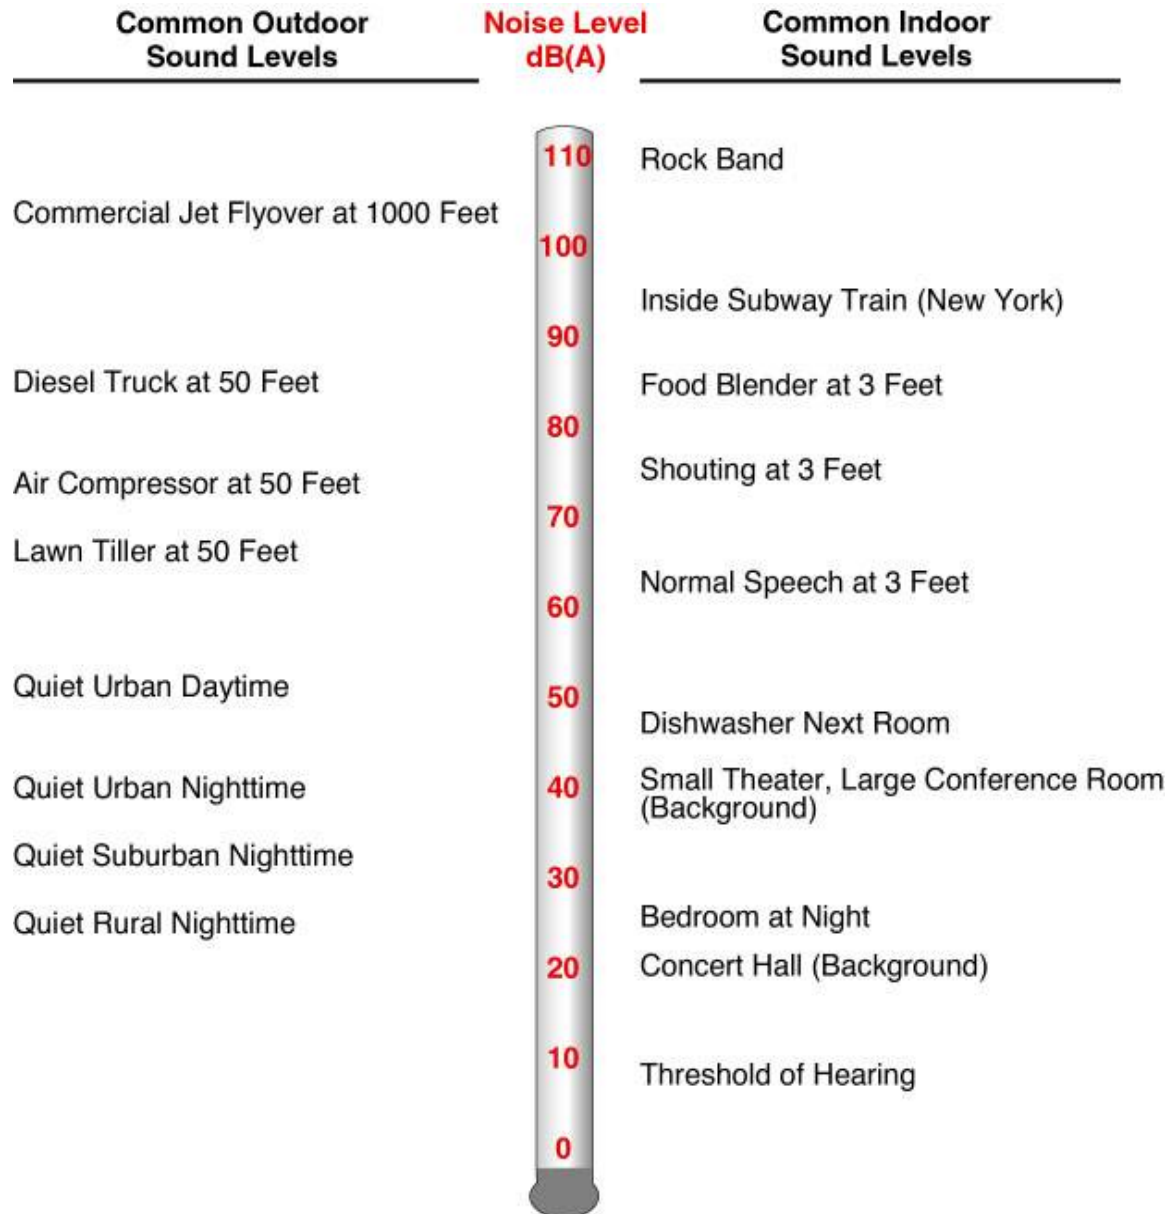 Common Outdoor
Sound Levels
Noise Level
dB(A)
Common Indoor
Sound Levels
110
Rock Band
Commercial Jet Flyover at 1000 Feet
100
Inside Subway Train (New York)
90
Diesel Truck at 50 Feet
Food Blender at 3 Feet
80
Shouting at 3 Feet
Air Compressor at 50 Feet
70
Lawn Tiller at 50 Feet
Normal Speech at 3 Feet
60
Quiet Urban Daytime
50
Dishwasher Next Room
Quiet Urban Nighttime
40
Small Theater, Large Conference Room
(Background)
Quiet Suburban Nighttime
30
Quiet Rural Nighttime
Bedroom at Night
20
Concert Hall (Background)
10
Threshold of Hearing
0